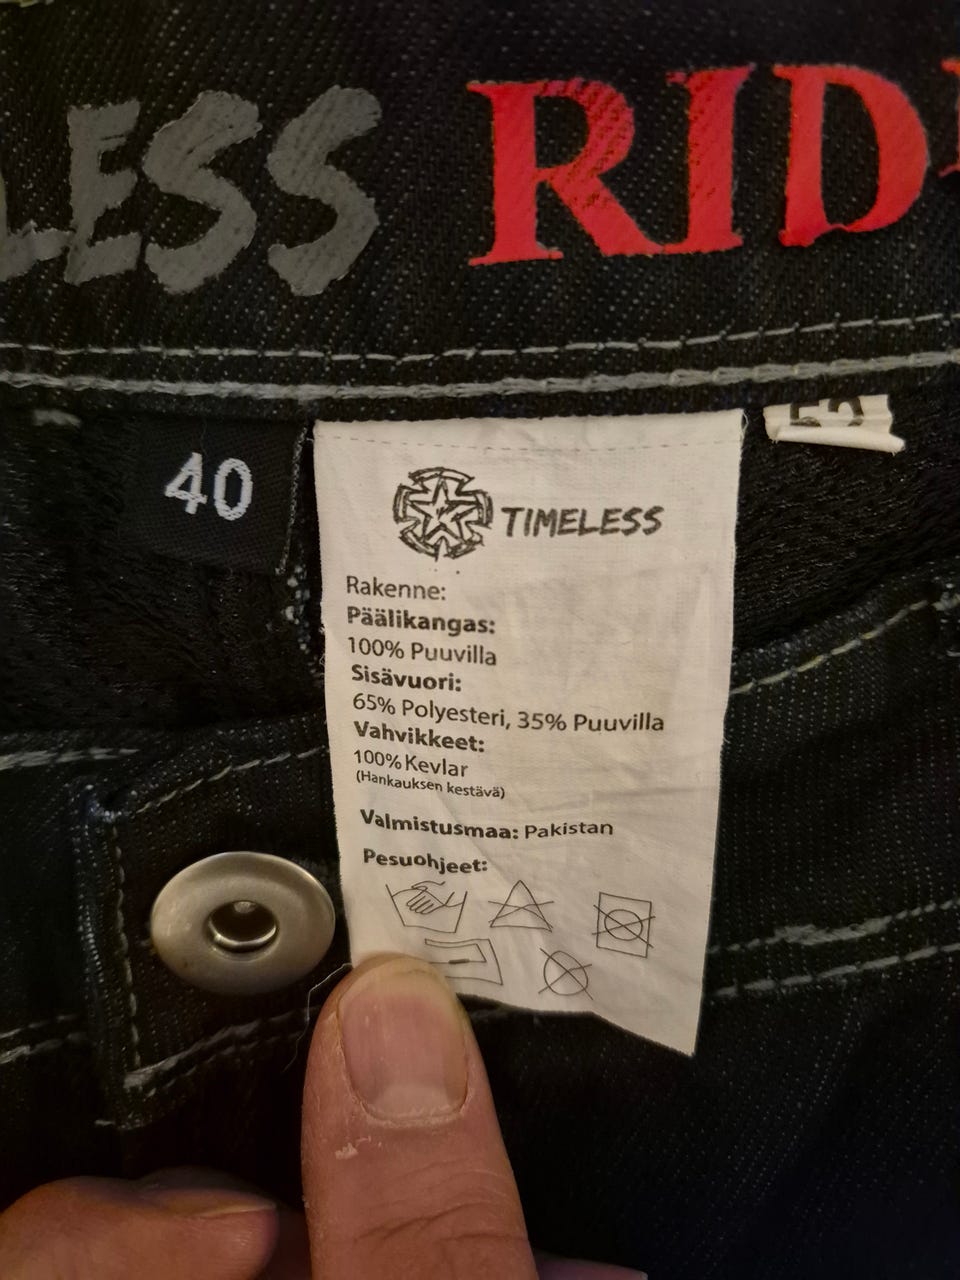 LESS RID
40
TIMELESS
Rakenne:
Päälikangas:
100% Puuvilla
Sisävuori:
65% Polyesteri, 35% Puuvilla
Vahvikkeet:
100% Kevlar
(Hankauksen kestävä)
Valmistusmaa: Pakistan
Pesuohjeet: